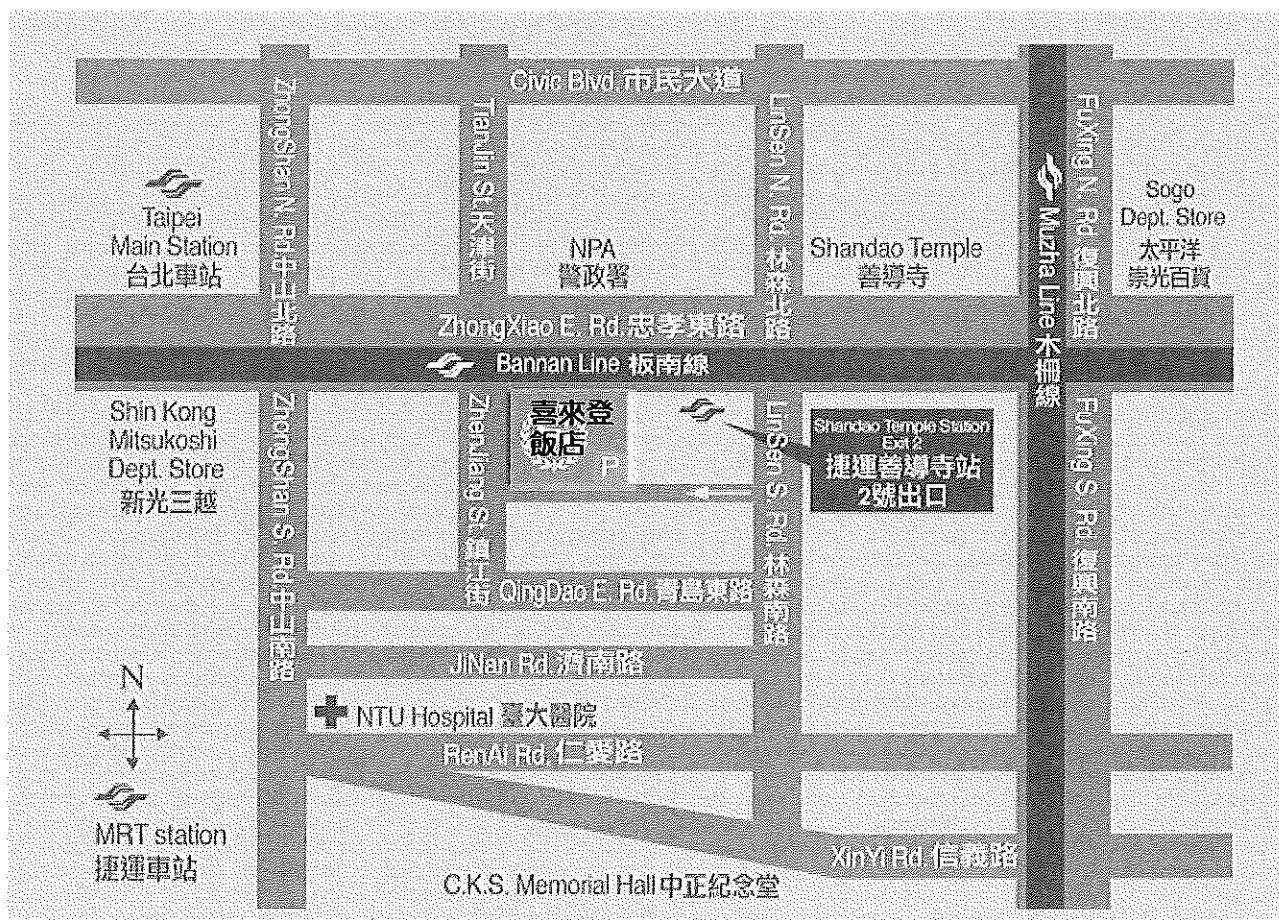 Civic Blvd. 市民大道
ZhongShan N. Rd. 中山北路
TianJin St. 天津街
LinSen N. Rd. 林森北路
Muzha Line 木柵線
FuXing N. Rd. 復興北路
Taipei
Main Station
台北車站
NPA
警政署
Shandao Temple
善導寺
Sogo
Dept. Store
太平洋
崇光百貨
ZhongXiao E. Rd. 忠孝東路
Bannan Line 板南線
Shin Kong
Mitsukoshi
Dept. Store
新光三越
ZhongShan S. Rd. 中山南路
ZhenJiang St. 鎮江街
喜來登
飯店
P
LinSen S. Rd. 林森南路
Shandao Temple Station
Exit 2
捷運善導寺站
2號出口
FuXing S. Rd. 復興南路
QingDao E. Rd. 青島東路
JiNan Rd. 濟南路
NTU Hospital 臺大醫院
RenAi Rd. 仁愛路
XinYi Rd. 信義路
C.K.S. Memorial Hall 中正紀念堂
N
MRT station
捷運車站